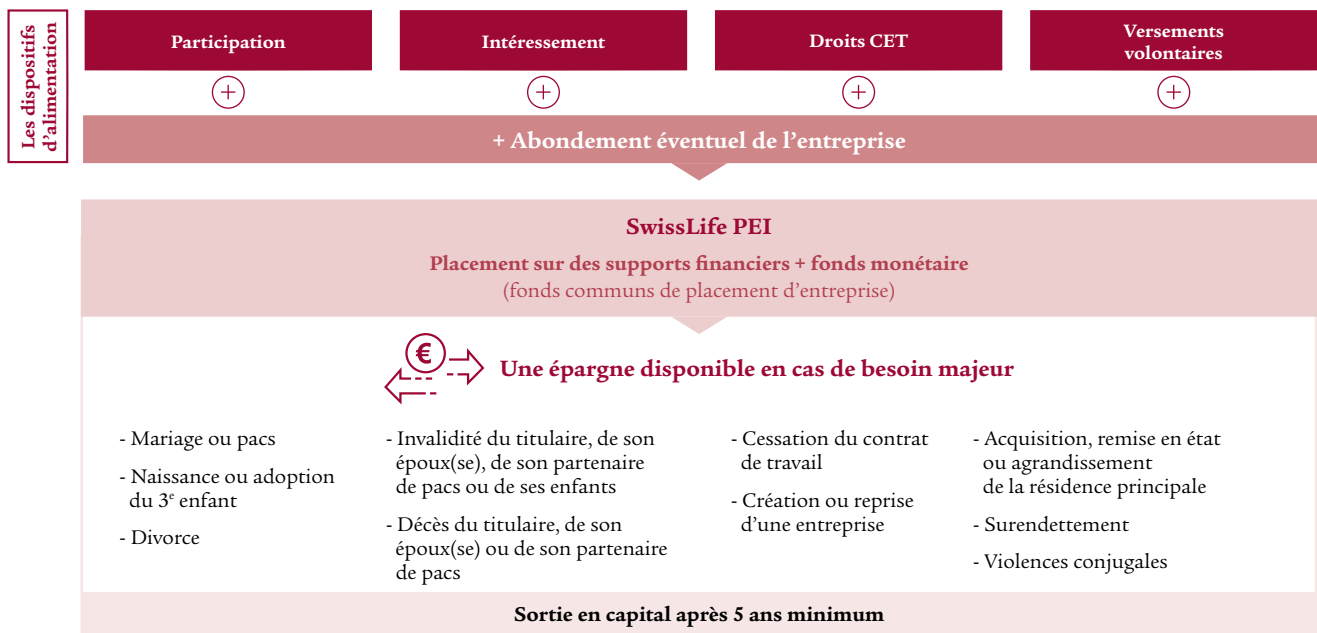 Les dispositifs
d’alimentation
Participation
Intéressement
Droits CET
Versements
volontaires
+
+
+
+
+ Abondement éventuel de l’entreprise
SwissLife PEI
Placement sur des supports financiers + fonds monétaire
(fonds communs de placement d’entreprise)
€
Une épargne disponible en cas de besoin majeur
- Mariage ou pacs
- Naissance ou adoption
du 3e enfant
- Divorce
- Invalidité du titulaire, de son
époux(se), de son partenaire
de pacs ou de ses enfants
- Décès du titulaire, de son
époux(se) ou de son partenaire
de pacs
- Cessation du contrat
de travail
- Création ou reprise
d’une entreprise
- Acquisition, remise en état
ou agrandissement
de la résidence principale
- Surendettement
- Violences conjugales
Sortie en capital après 5 ans minimum